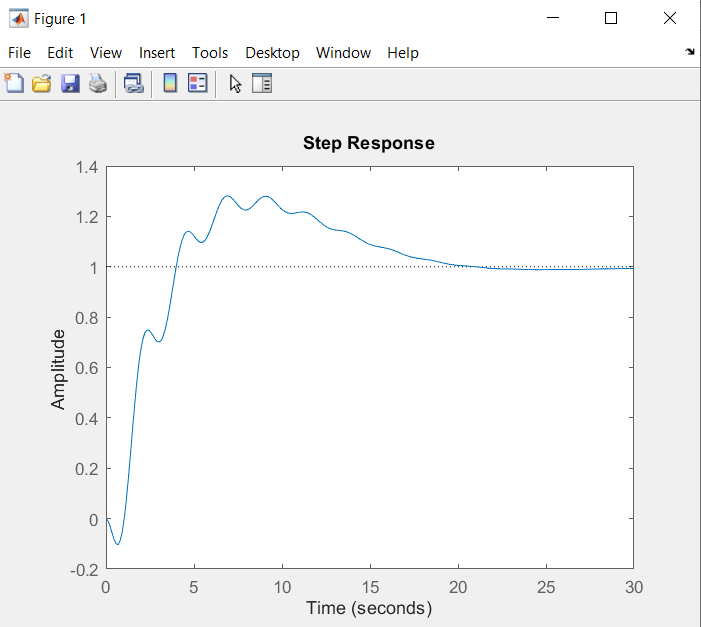 Figure 1
File Edit View Insert Tools Desktop Window Help
Step Response
1.4
1.2
1
0.8
0.6
0.4
0.2
0
-0.2
Amplitude
0 5 10 15 20 25 30
Time (seconds)